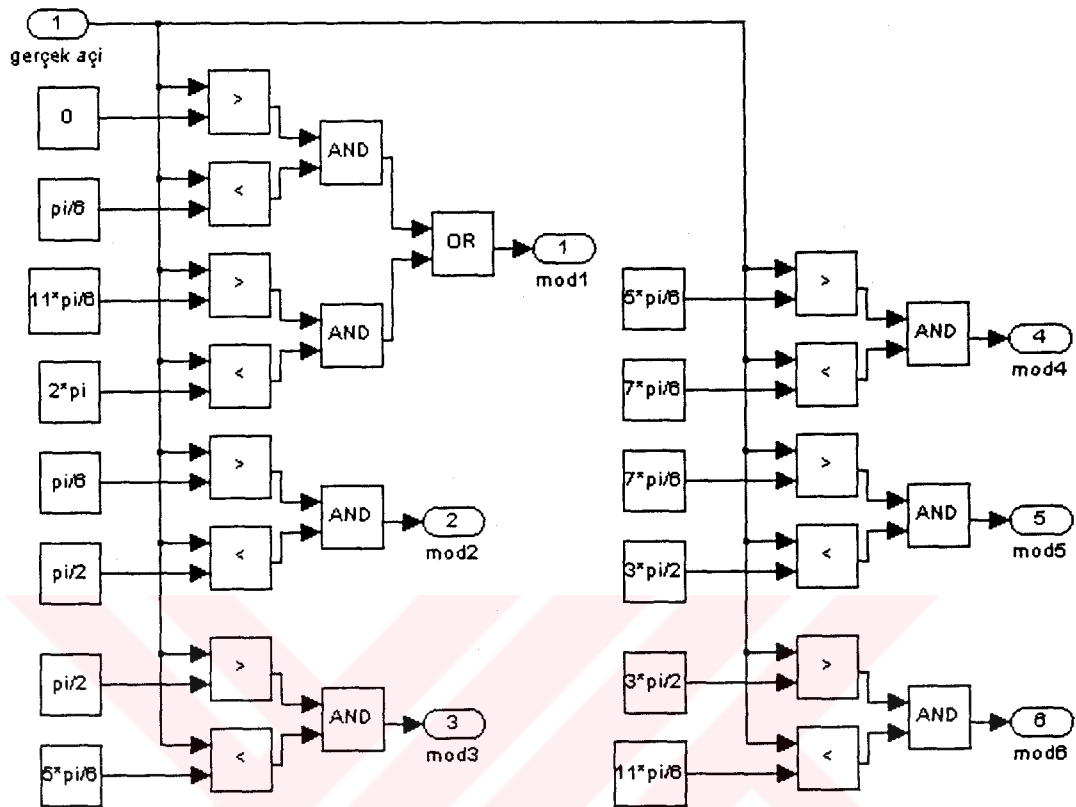 1
gerçek açi
0
>
AND
pi/6
<
OR
1
mod1
11*pi/6
>
AND
2*pi
<
pi/6
>
AND
2
mod2
pi/2
<
pi/2
>
AND
3
mod3
5*pi/6
<
5*pi/6
>
AND
4
mod4
7*pi/6
<
7*pi/6
>
AND
5
mod5
3*pi/2
<
3*pi/2
>
AND
6
mod6
11*pi/6
<